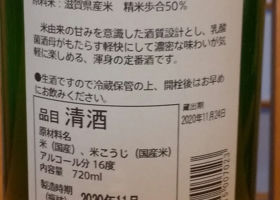 原料米：滋賀県産米　精米歩合50%
米由来の甘みを意識した酒質設計とし、乳酸
菌酒母がもたらす軽快にして濃密な味わいが気
軽に楽しめる、渾身の定番酒です。
●生酒ですので冷蔵保管の上、開栓後はお早め
にお飲みください。
品目 清酒
原材料名
米（国産）、米こうじ（国産米）
アルコール分 16度
内容量 720ml
製造時期
2020年11月
蔵出期
2020年11月24日